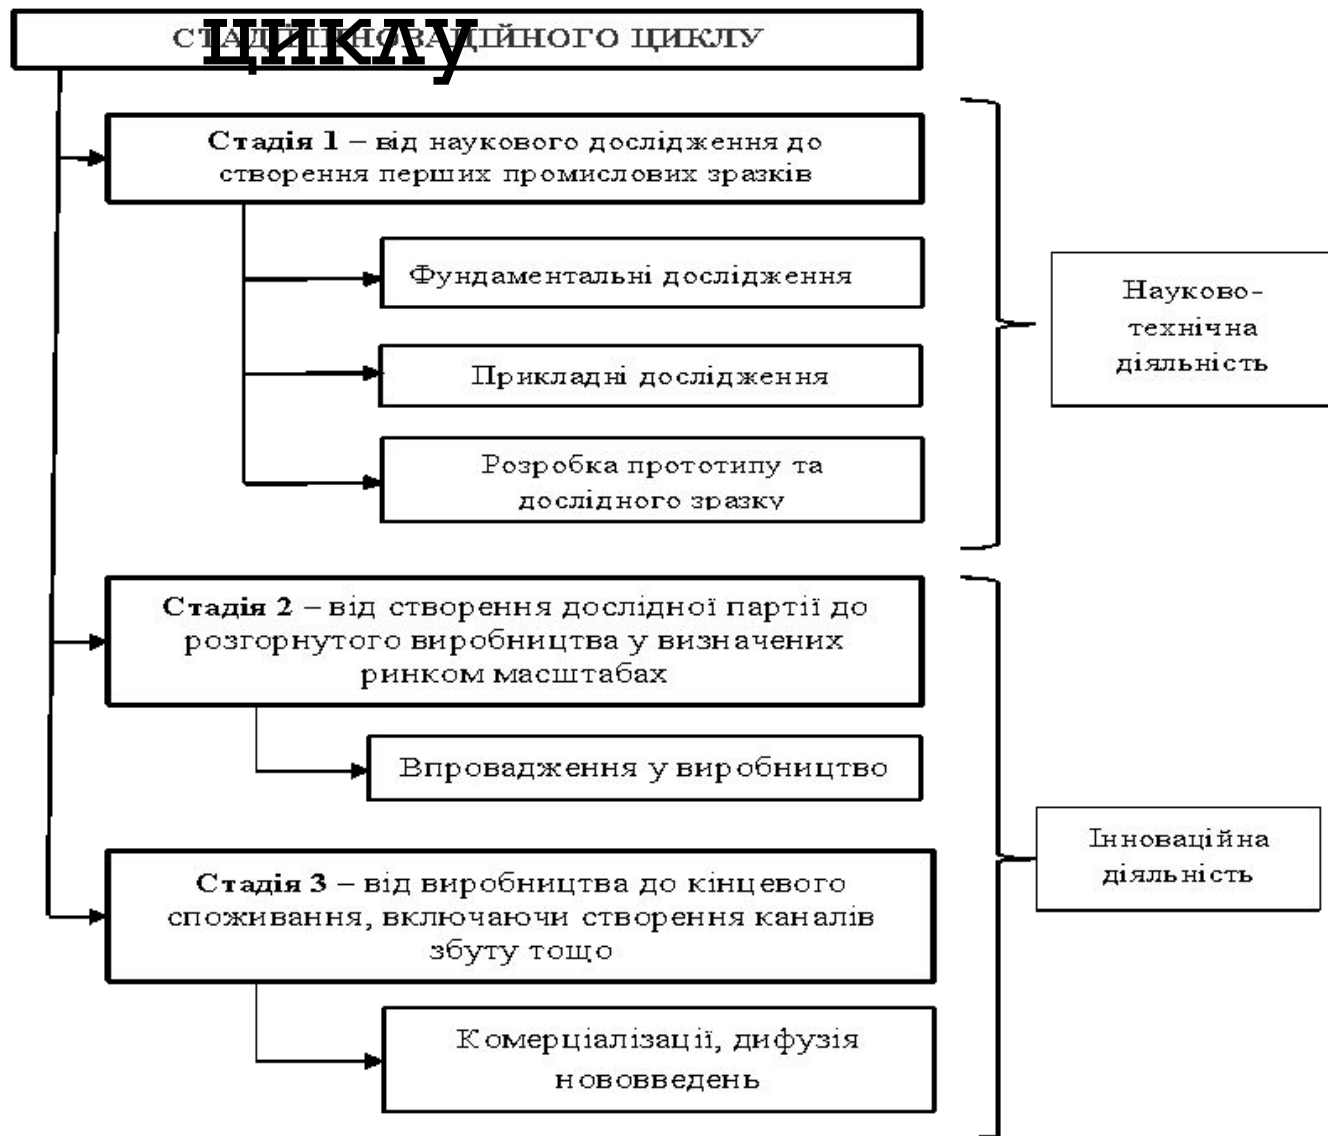 СТАДІЇ ІННОВАЦІЙНОГО ЦИКЛУ
циклу
Стадія 1 – від наукового дослідження до
створення перших промислових зразків
Фундаментальні дослідження
Прикладні дослідження
Розробка прототипу та
дослідного зразку
Науково-
технічна
діяльність
Стадія 2 – від створення дослідної партії до
розгорнутого виробництва у визначених
ринком масштабах
Впровадження у виробництво
Стадія 3 – від виробництва до кінцевого
споживання, включаючи створення каналів
збуту тощо
Комерціалізації, дифузія
нововведень
Інноваційна
діяльність